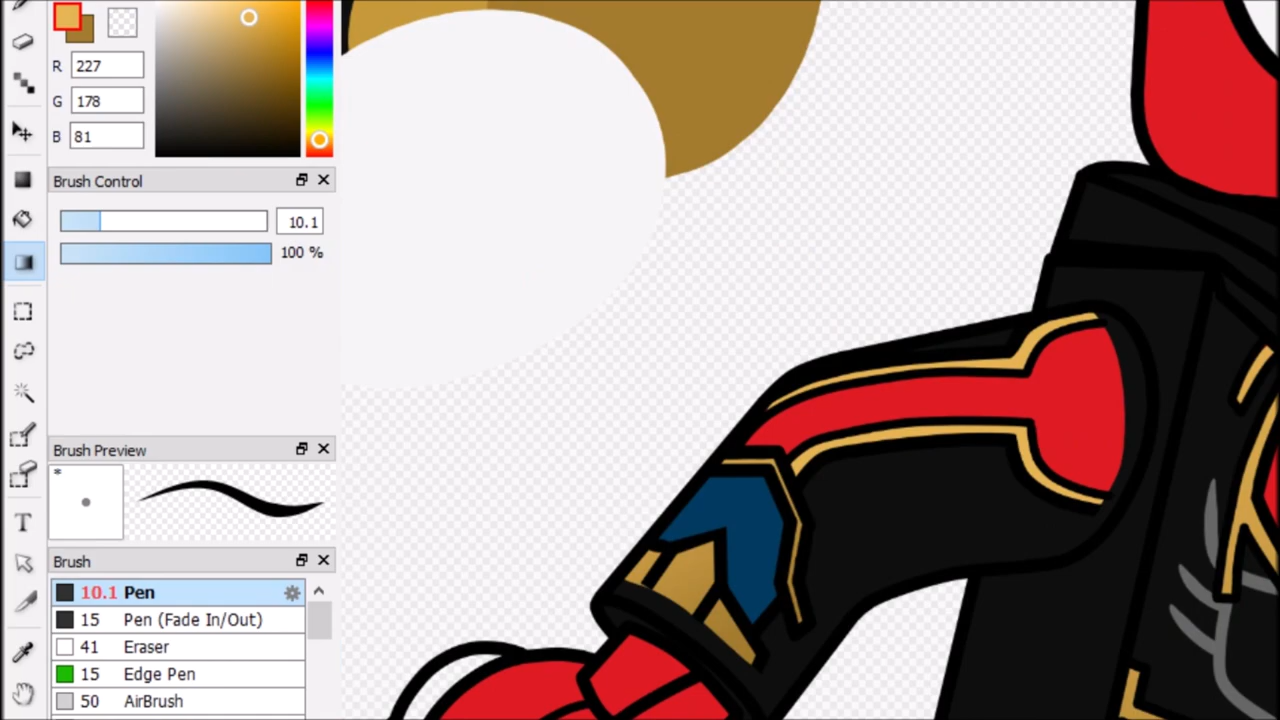 R 227
G 178
B 81
Brush Control
10.1
100 %
Brush Preview
*
T
Brush
10.1 Pen
15 Pen (Fade In/Out)
41 Eraser
15 Edge Pen
50 AirBrush